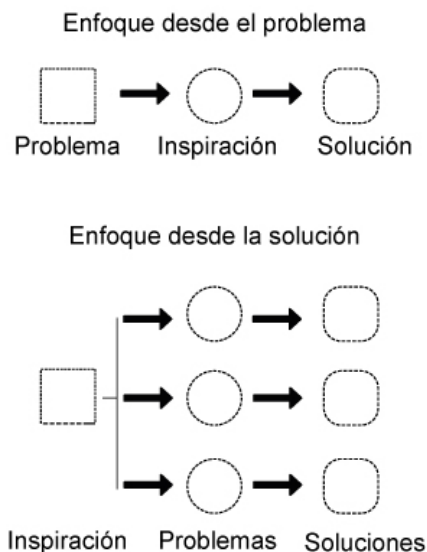 Enfoque desde el problema
Problema Inspiración Solución
Enfoque desde la solución
Inspiración Problemas Soluciones